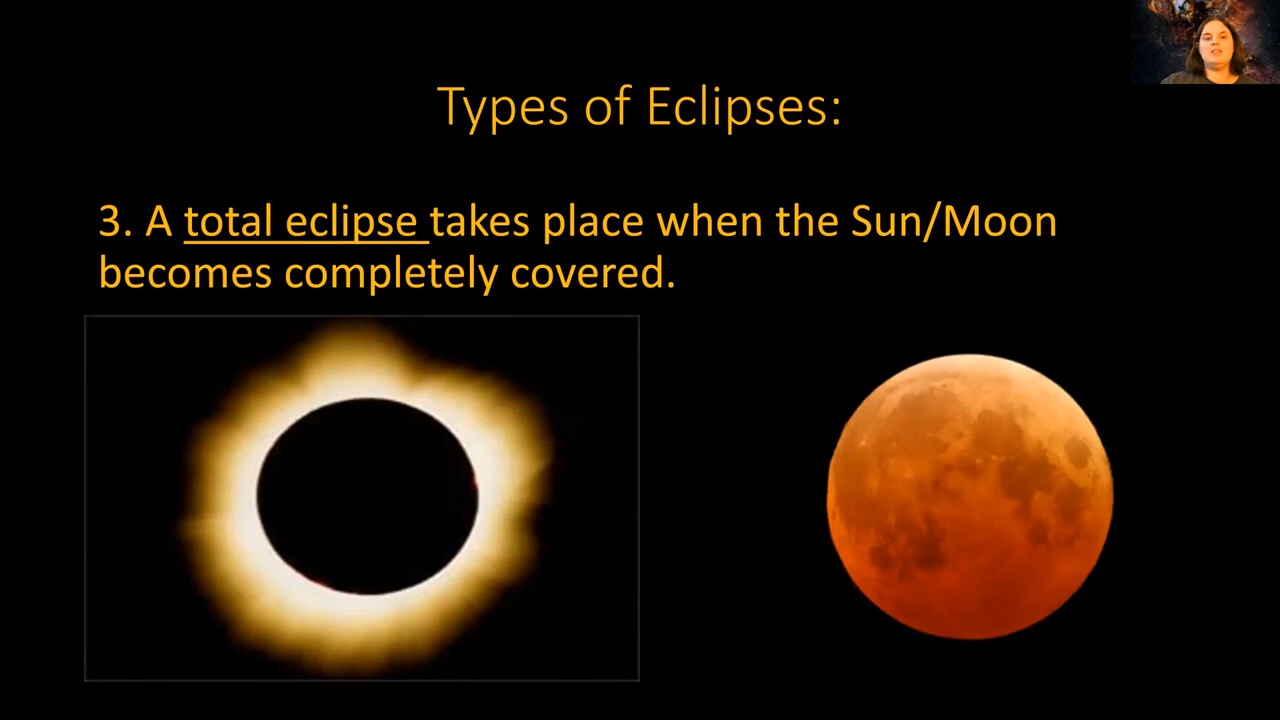 Types of Eclipses:
3. A total eclipse takes place when the Sun/Moon
becomes completely covered.